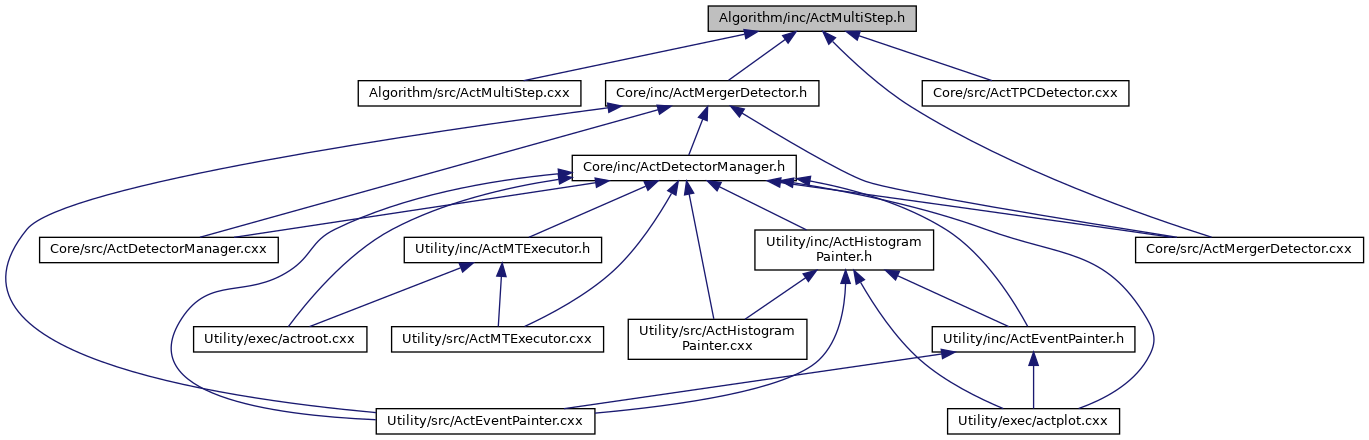 Algorithm/inc/ActMultiStep.h
Algorithm/src/ActMultiStep.cxx
Core/inc/ActMergerDetector.h
Core/src/ActTPCDetector.cxx
Core/inc/ActDetectorManager.h
Core/src/ActDetectorManager.cxx
Utility/inc/ActMTExecutor.h
Utility/inc/ActHistogram
Painter.h
Core/src/ActMergerDetector.cxx
Utility/exec/actroot.cxx
Utility/src/ActMTExecutor.cxx
Utility/src/ActHistogram
Painter.cxx
Utility/inc/ActEventPainter.h
Utility/src/ActEventPainter.cxx
Utility/exec/actplot.cxx